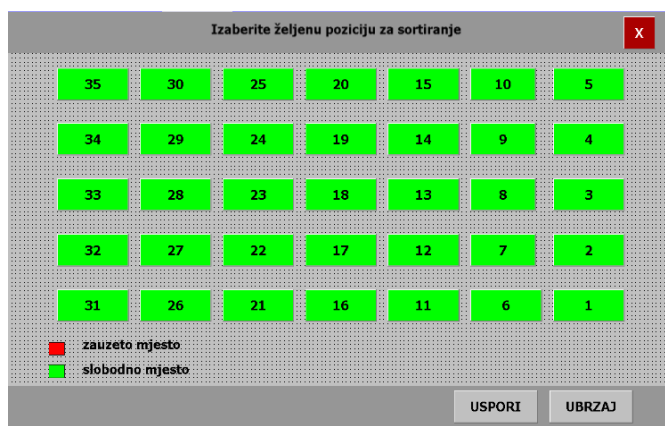 Izaberite željenu poziciju za sortiranje
X
35 30 25 20 15 10 5
34 29 24 19 14 9 4
33 28 23 18 13 8 3
32 27 22 17 12 7 2
31 26 21 16 11 6 1
zauzeto mjesto
slobodno mjesto
USPORI UBRZAJ